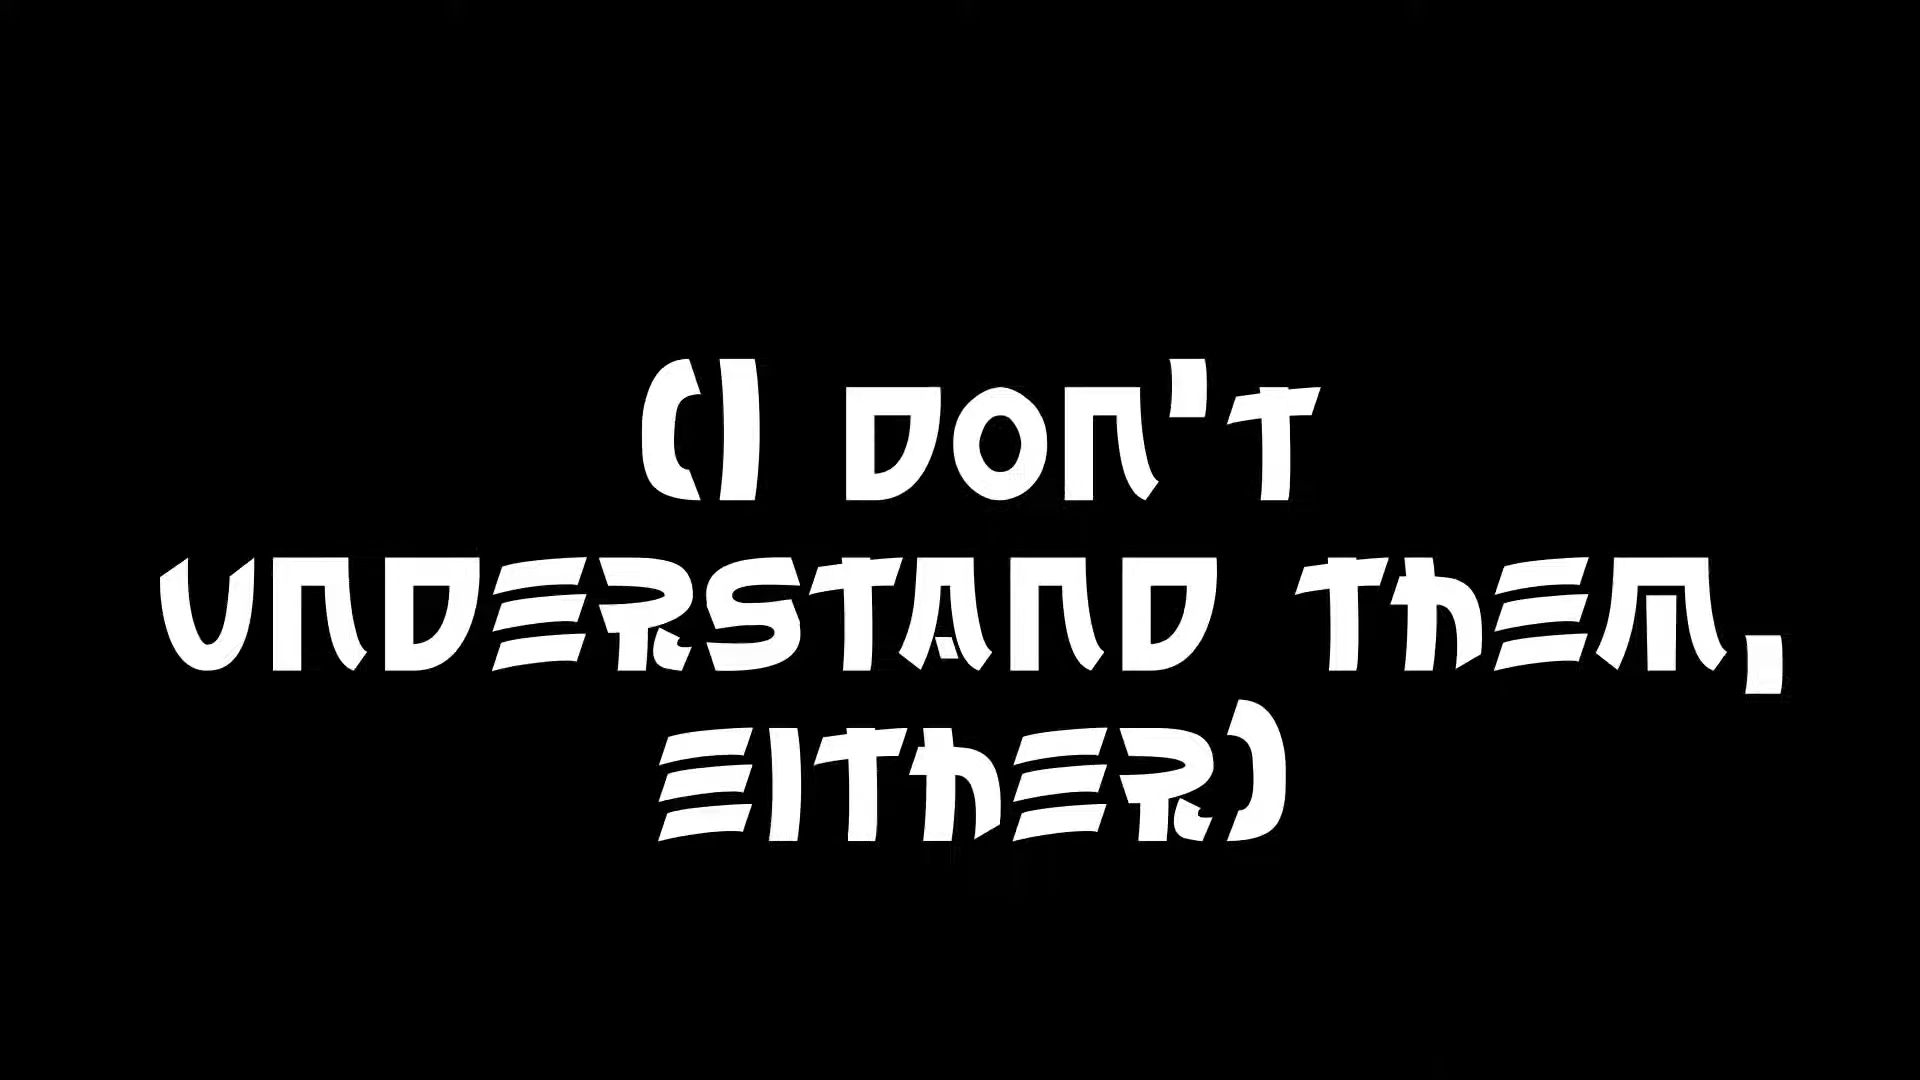 (I DON'T
UNDERSTAND THEM,
EITHER)